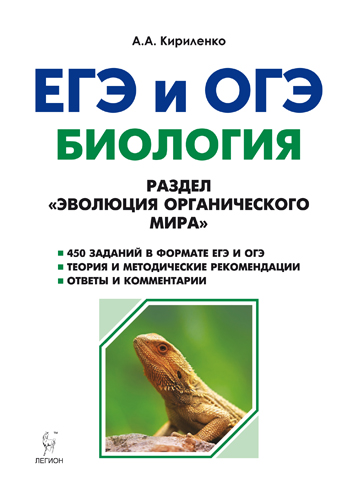 А.А. Кириленко
ЕГЭ и ОГЭ
БИОЛОГИЯ
РАЗДЕЛ
«ЭВОЛЮЦИЯ ОРГАНИЧЕСКОГО
МИРА»
450 ЗАДАНИЙ В ФОРМАТЕ ЕГЭ И ОГЭ
ТЕОРИЯ И МЕТОДИЧЕСКИЕ РЕКОМЕНДАЦИИ
ОТВЕТЫ И КОММЕНТАРИИ
ЛЕГИОН